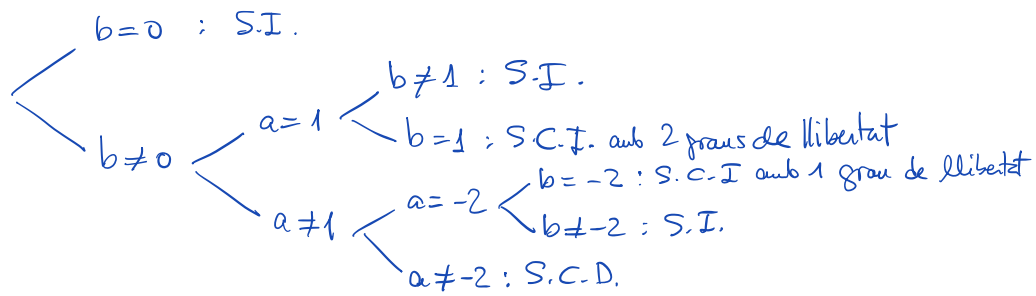 b=0 : S.I.
b≠0
a=1
b≠1 : S.I.
b=1 : S.C.I. amb 2 graus de llibertat
a≠1
a=-2
b=-2 : S.C.I amb 1 grau de llibertat
b≠-2 : S.I.
a≠-2 : S.C.D.